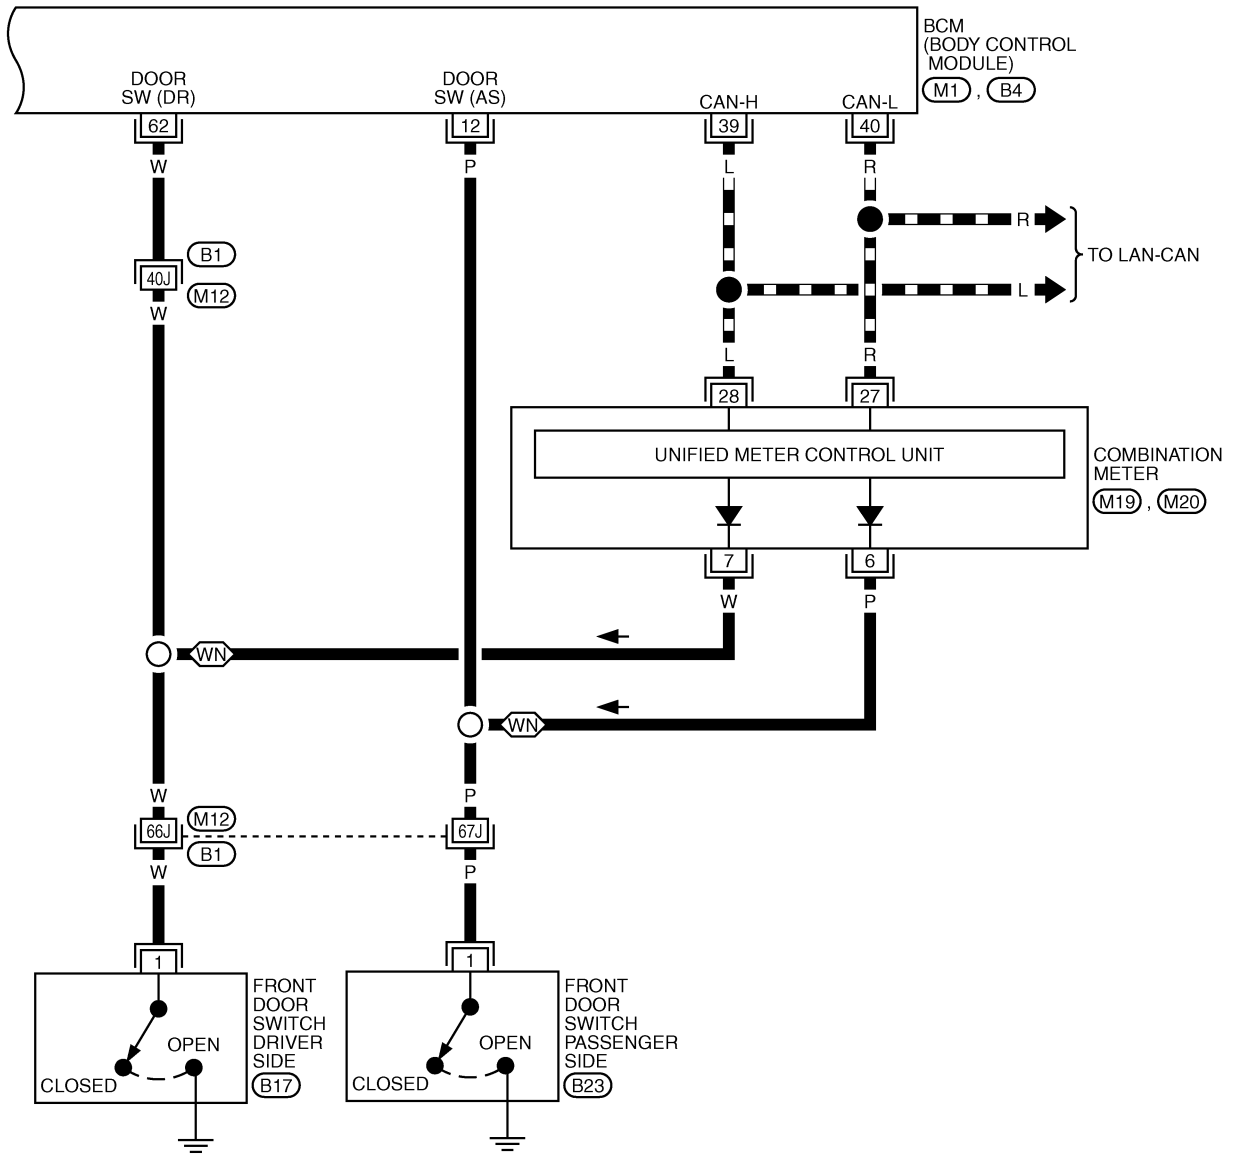 BCM
(BODY CONTROL
MODULE)
M1 , B4
DOOR
SW (DR)
DOOR
SW (AS)
CAN-H
CAN-L
62
12
39
40
W
P
L
R
R
TO LAN-CAN
B1
40J
M12
W
L
L
R
28
27
UNIFIED METER CONTROL UNIT
COMBINATION
METER
M19 , M20
7
6
W
P
WN
WN
W
P
M12
66J
67J
B1
W
P
1
1
FRONT
DOOR
SWITCH
DRIVER
SIDE
B17
OPEN
CLOSED
FRONT
DOOR
SWITCH
PASSENGER
SIDE
B23
OPEN
CLOSED